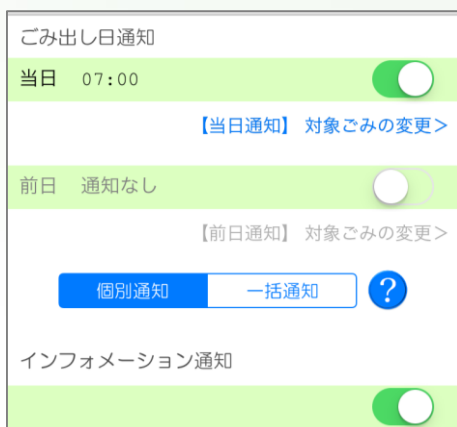 ごみ出し日通知
当日 07:00
【当日通知】 対象ごみの変更＞
前日 通知なし
【前日通知】 対象ごみの変更＞
個別通知 一括通知 ?
インフォメーション通知